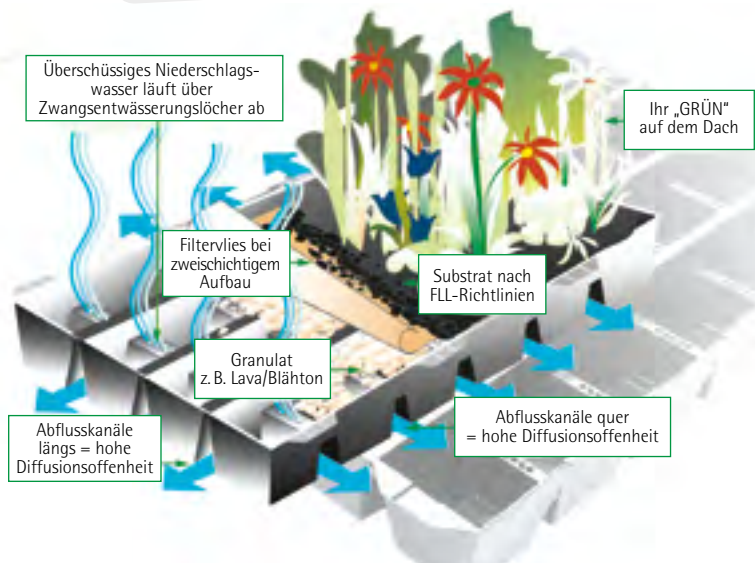 Überschüssiges Niederschlags-
wasser läuft über
Zwangsentwässerungslöcher ab
Ihr „GRÜN“
auf dem Dach
Filtervlies bei
zweischichtigem
Aufbau
Substrat nach
FLL-Richtlinien
Granulat
z. B. Lava/Blähton
Abflusskanäle
längs = hohe
Diffusionsoffenheit
Abflusskanäle quer
= hohe Diffusionsoffenheit